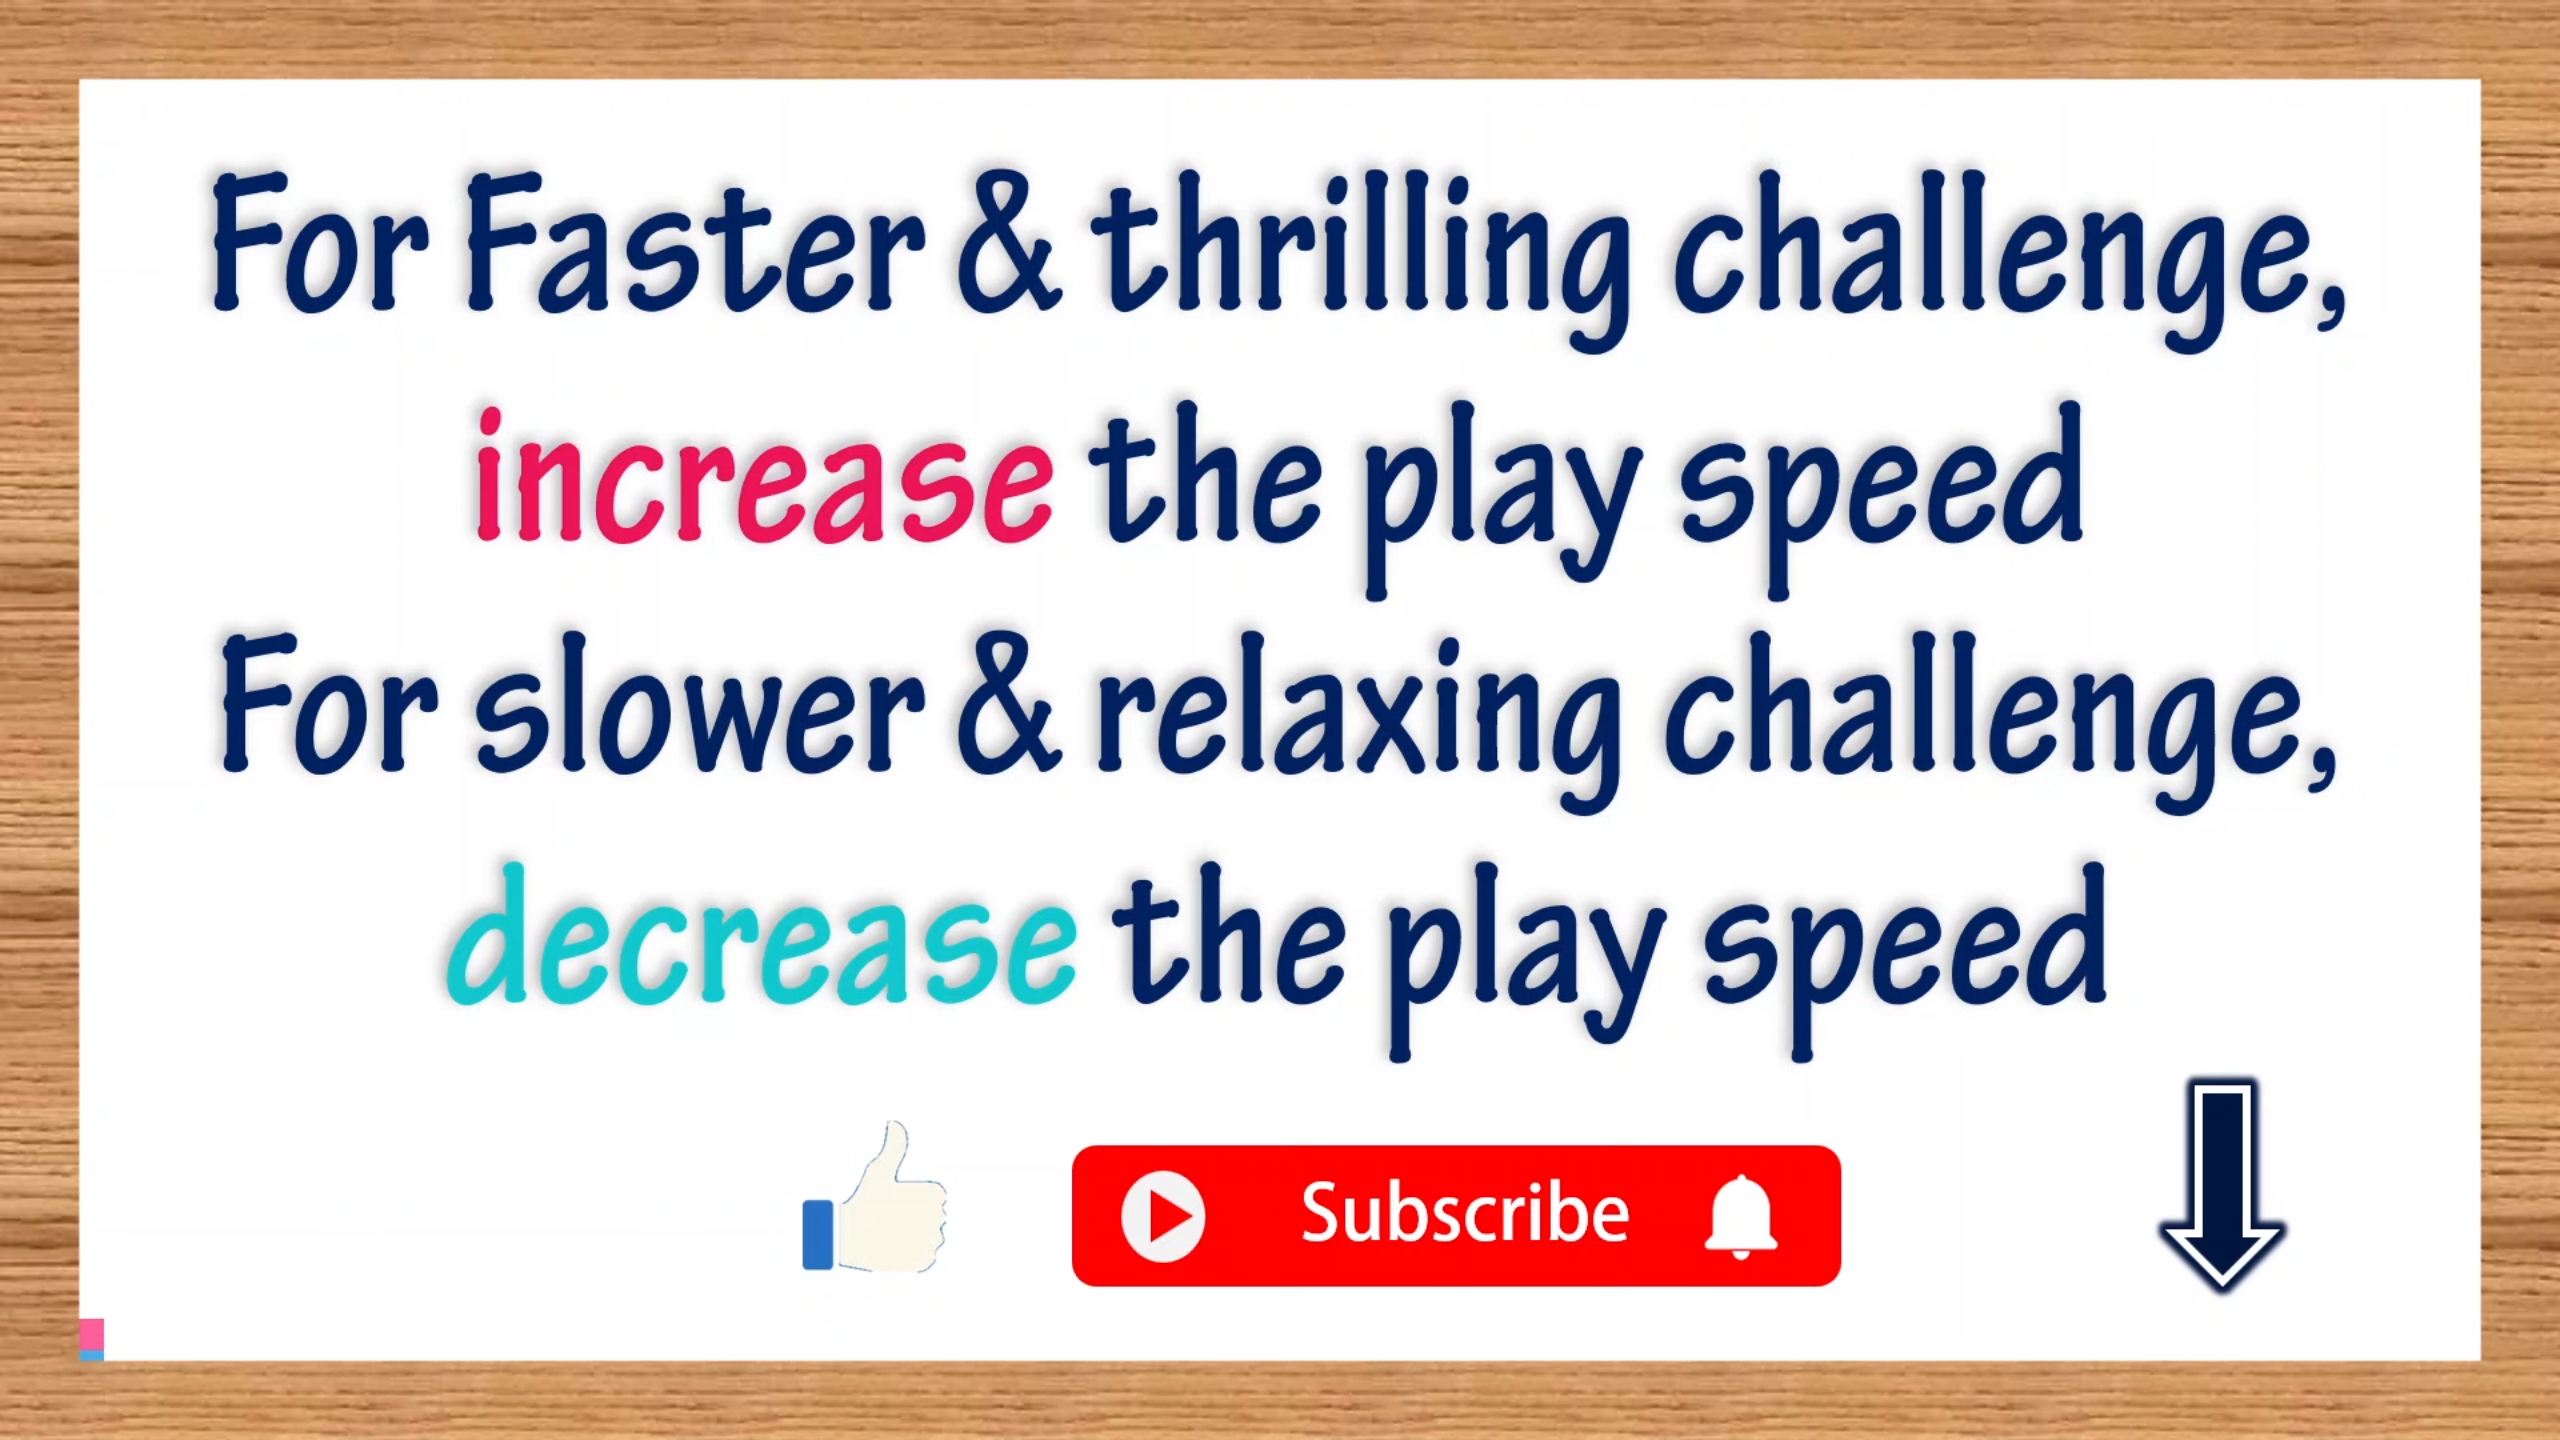 For Faster & thrilling challenge,
increase the play speed
For slower & relaxing challenge,
decrease the play speed
Subscribe